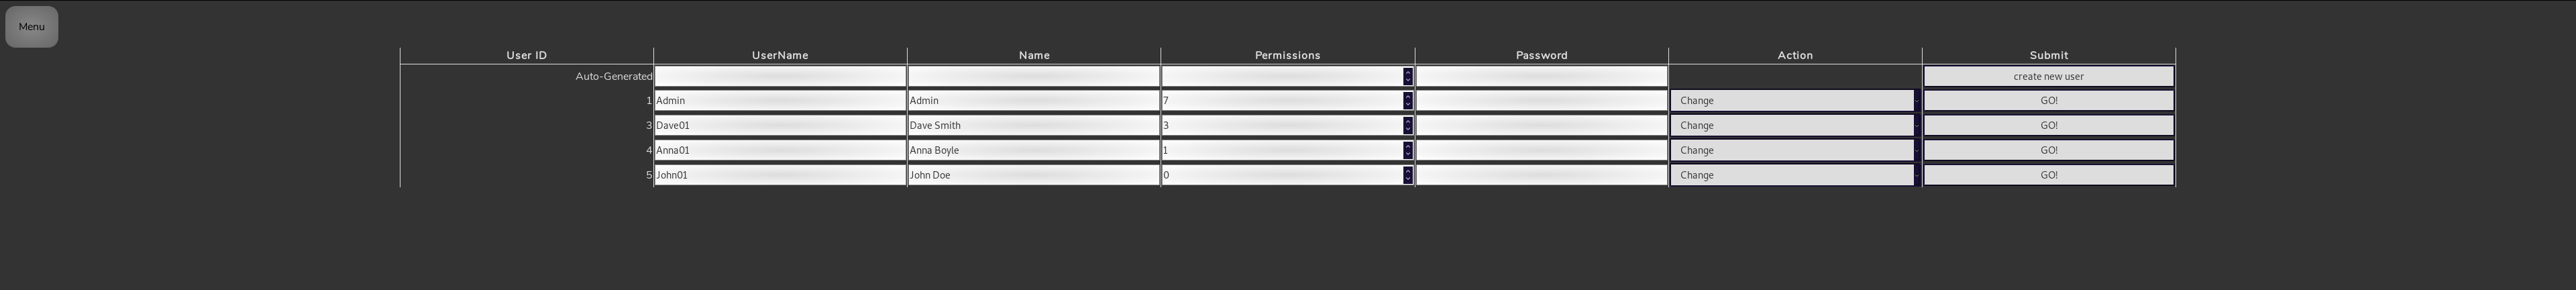 Menu
User ID UserName Name Permissions Password Action Submit
Auto-Generated create new user
1 Admin Admin 7 Change GO!
3 Dave01 Dave Smith 3 Change GO!
4 Anna01 Anna Boyle 1 Change GO!
5 John01 John Doe 0 Change GO!